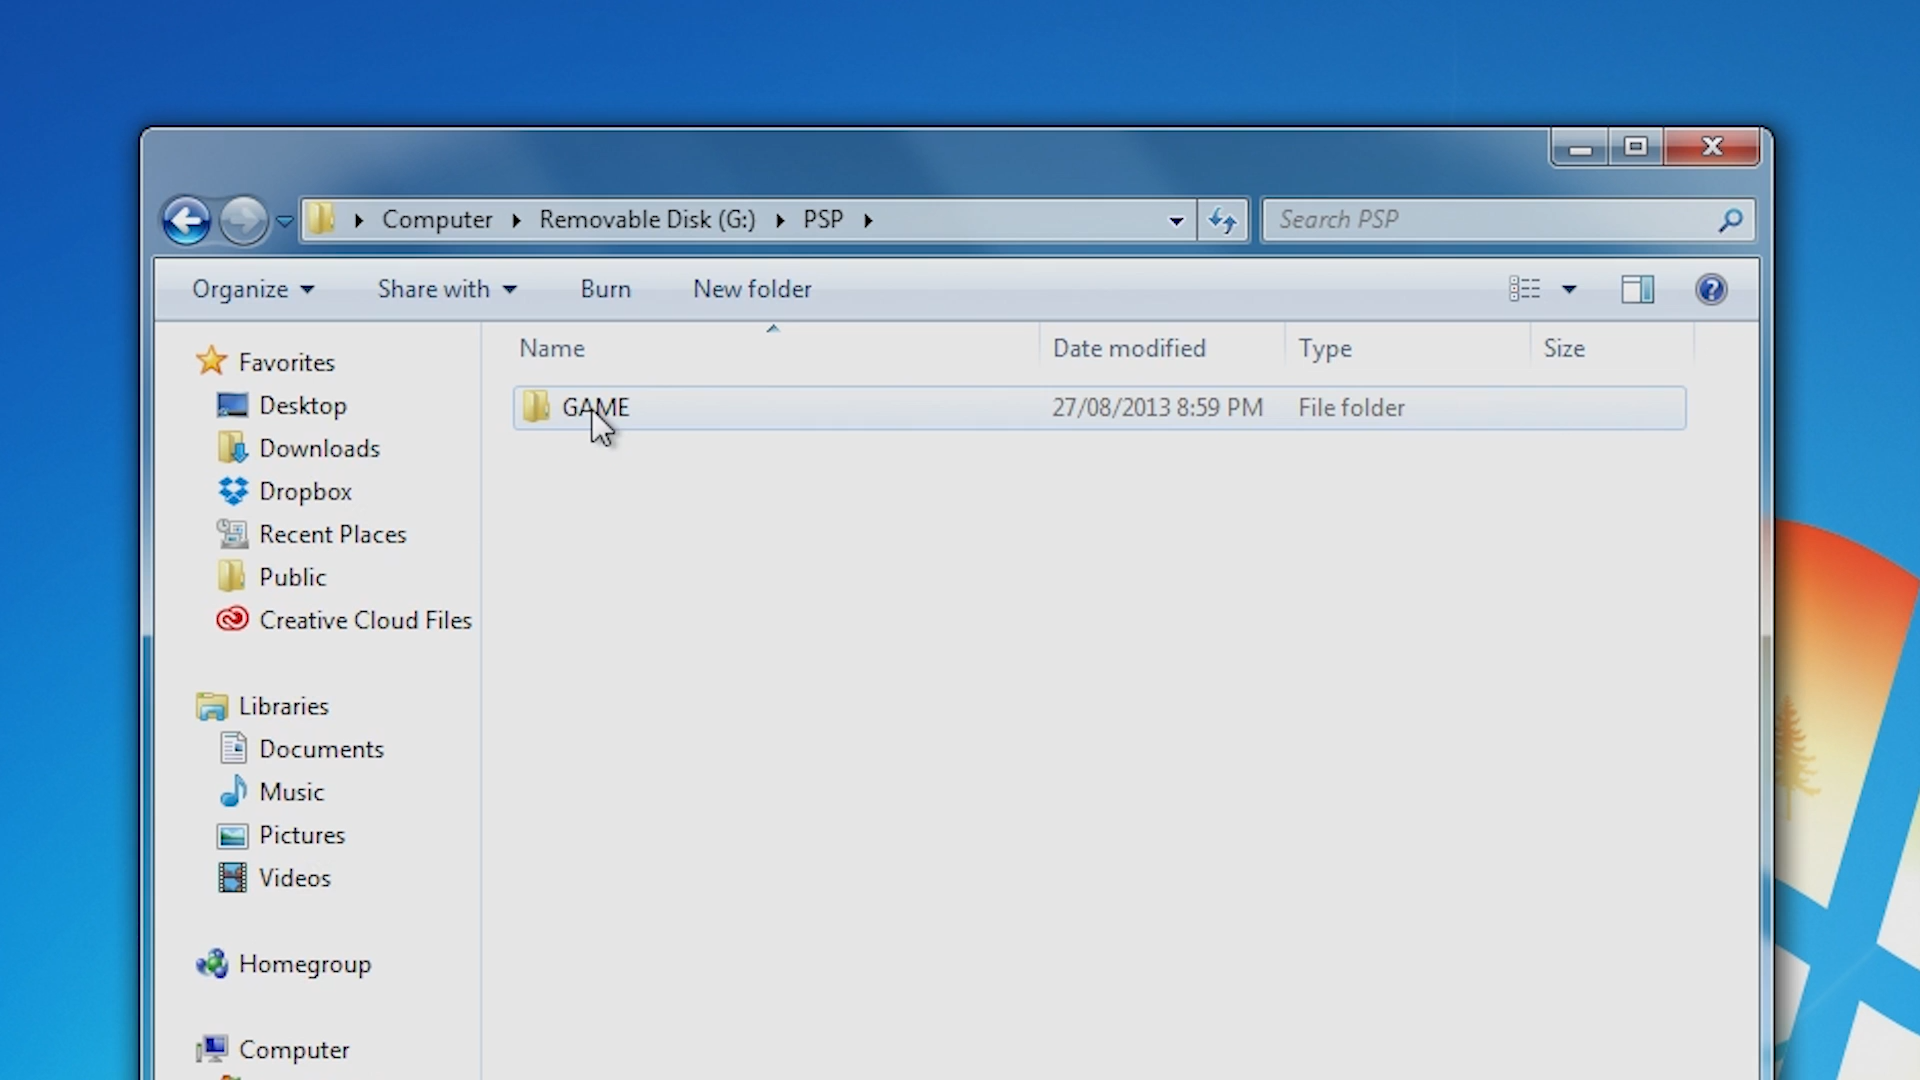 Computer Removable Disk (G:) PSP
Search PSP
Organize Share with Burn New folder
Name Date modified Type Size
GAME 27/08/2013 8:59 PM File folder
Favorites
Desktop
Downloads
Dropbox
Recent Places
Public
Creative Cloud Files
Libraries
Documents
Music
Pictures
Videos
Homegroup
Computer